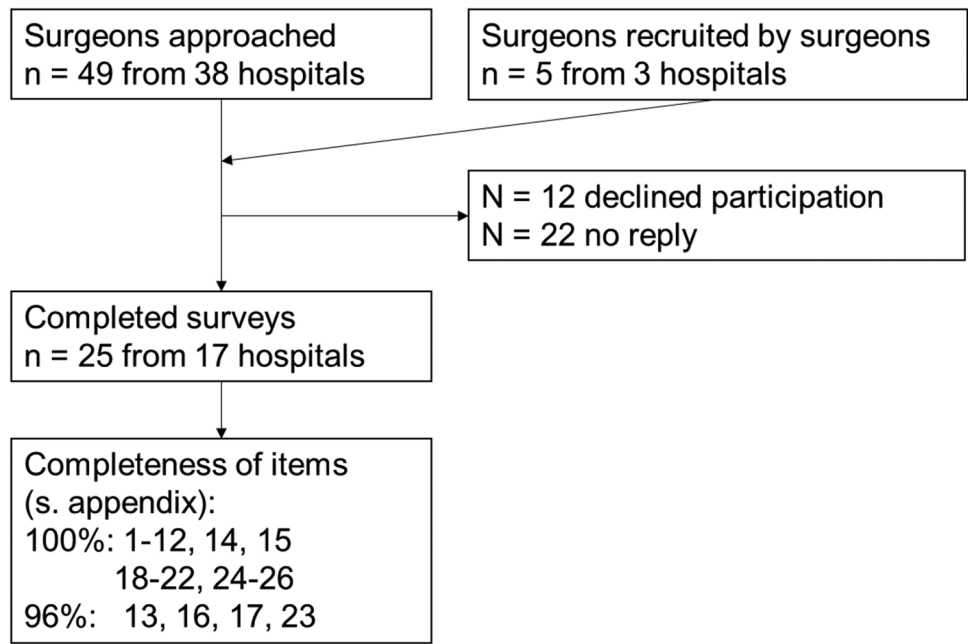 Surgeons approached
n = 49 from 38 hospitals
Surgeons recruited by surgeons
n = 5 from 3 hospitals
N = 12 declined participation
N = 22 no reply
Completed surveys
n = 25 from 17 hospitals
Completeness of items
(s. appendix):
100%: 1-12, 14, 15
18-22, 24-26
96%: 13, 16, 17, 23